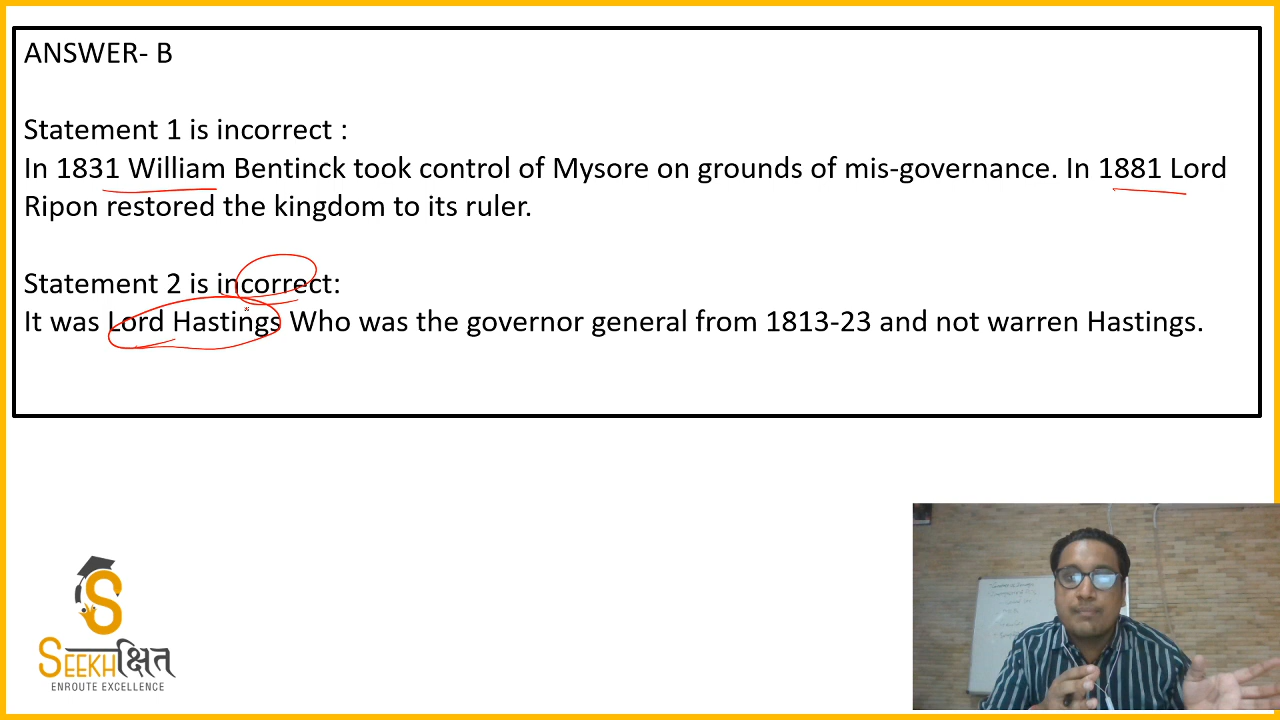 ANSWER- B
Statement 1 is incorrect :
In 1831 William Bentinck took control of Mysore on grounds of mis-governance. In 1881 Lord
Ripon restored the kingdom to its ruler.
Statement 2 is incorrect:
It was Lord Hastings Who was the governor general from 1813-23 and not warren Hastings.
S
SEEKHक्षित
ENROUTE EXCELLENCE